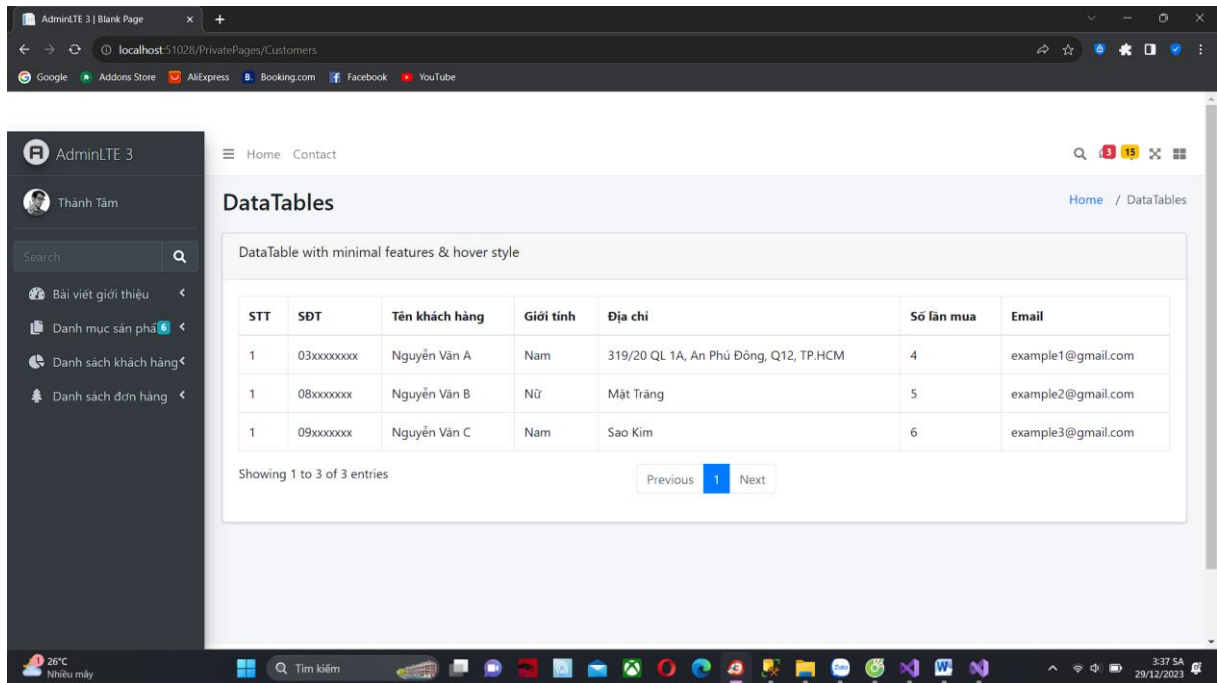 AdminLTE 3 | Blank Page
localhost:51028/PrivatePages/Customers
Google Addons Store AliExpress B. Booking.com Facebook YouTube
AdminLTE 3
Home Contact
3 15
Thành Tâm
DataTables
Home / DataTables
Search
DataTable with minimal features & hover style
Bài viết giới thiệu
Danh mục sản phẩ 6
Danh sách khách hàng
Danh sách đơn hàng
STT SĐT Tên khách hàng Giới tính Địa chỉ Số lần mua Email
1 03xxxxxxxx Nguyễn Văn A Nam 319/20 QL 1A, An Phú Đông, Q12, TP.HCM 4 example1@gmail.com
1 08xxxxxxx Nguyễn Văn B Nữ Mặt Trăng 5 example2@gmail.com
1 09xxxxxxx Nguyễn Văn C Nam Sao Kim 6 example3@gmail.com
Showing 1 to 3 of 3 entries
Previous 1 Next
1 26°C
Nhiều mây
Tìm kiếm
Zalo
3:37 SA
29/12/2023